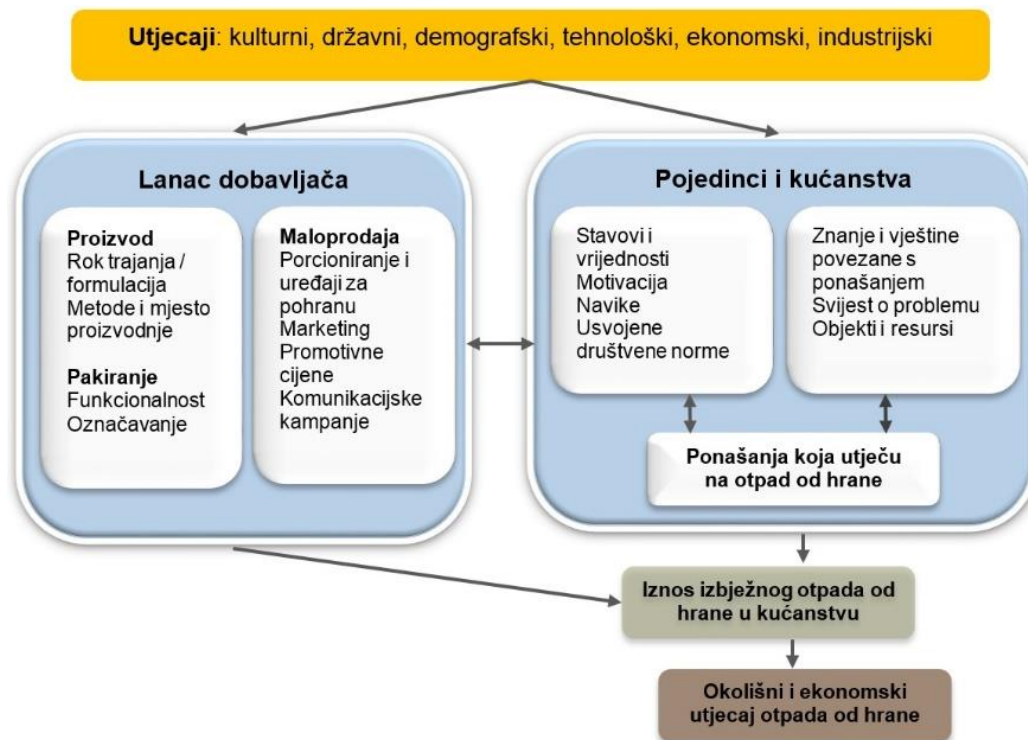 Utjecaji: kulturni, državni, demografski, tehnološki, ekonomski, industrijski
Lanac dobavljača
Proizvod
Rok trajanja /
formulacija
Metode i mjesto
proizvodnje
Pakiranje
Funkcionalnost
Označavanje
Maloprodaja
Porcioniranje i
uređaji za
pohranu
Marketing
Promotivne
cijene
Komunikacijske
kampanje
Pojedinci i kućanstva
Stavovi i
vrijednosti
Motivacija
Navike
Usvojene
društvene norme
Znanje i vještine
povezane s
ponašanjem
Svijest o problemu
Objekti i resursi
Ponašanja koja utječu
na otpad od hrane
Iznos izbježnog otpada od
hrane u kućanstvu
Okolišni i ekonomski
utjecaj otpada od hrane